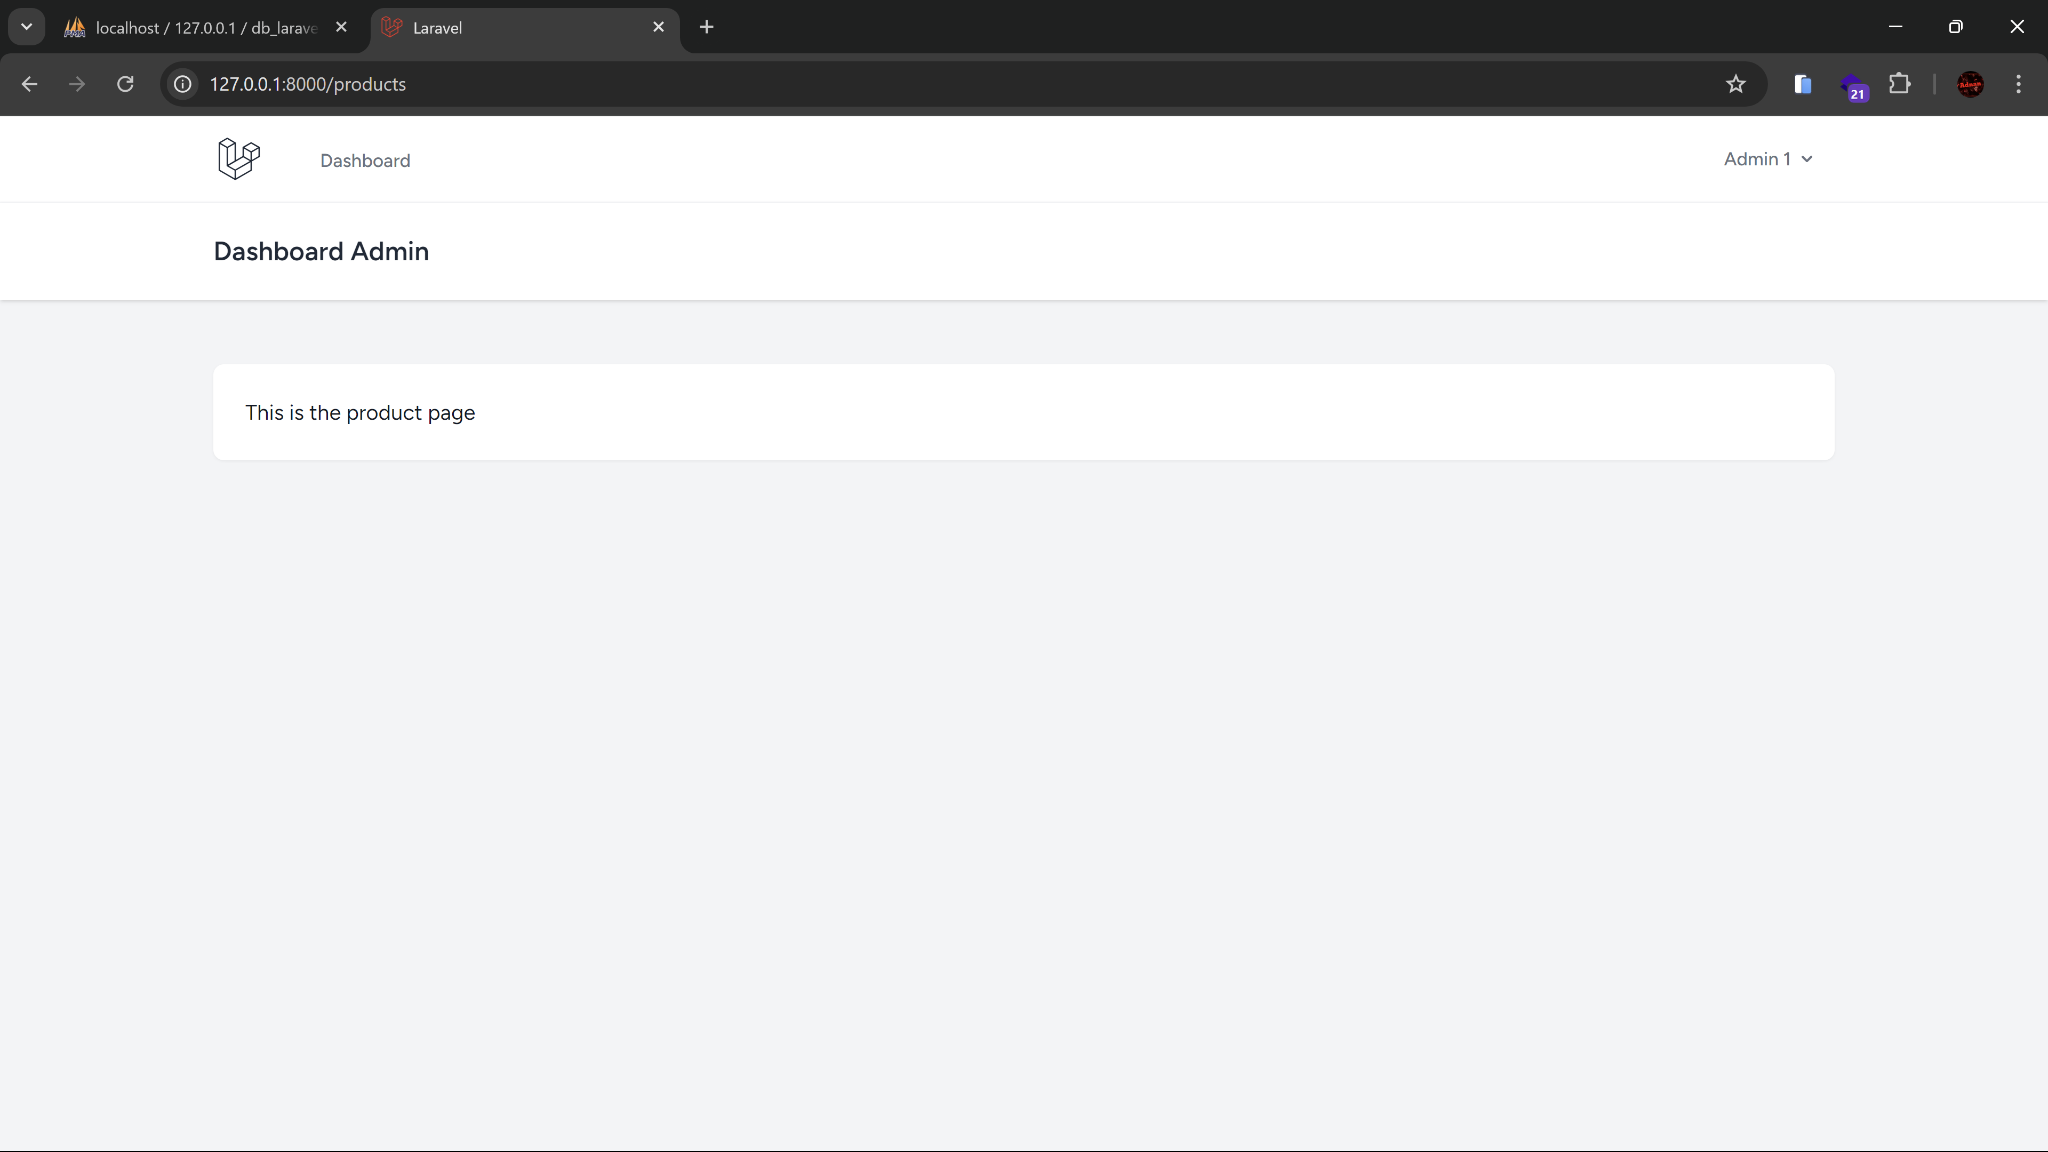 localhost / 127.0.0.1 / db_larave
Laravel
127.0.0.1:8000/products
21
Dashboard
Admin 1
Dashboard Admin
This is the product page